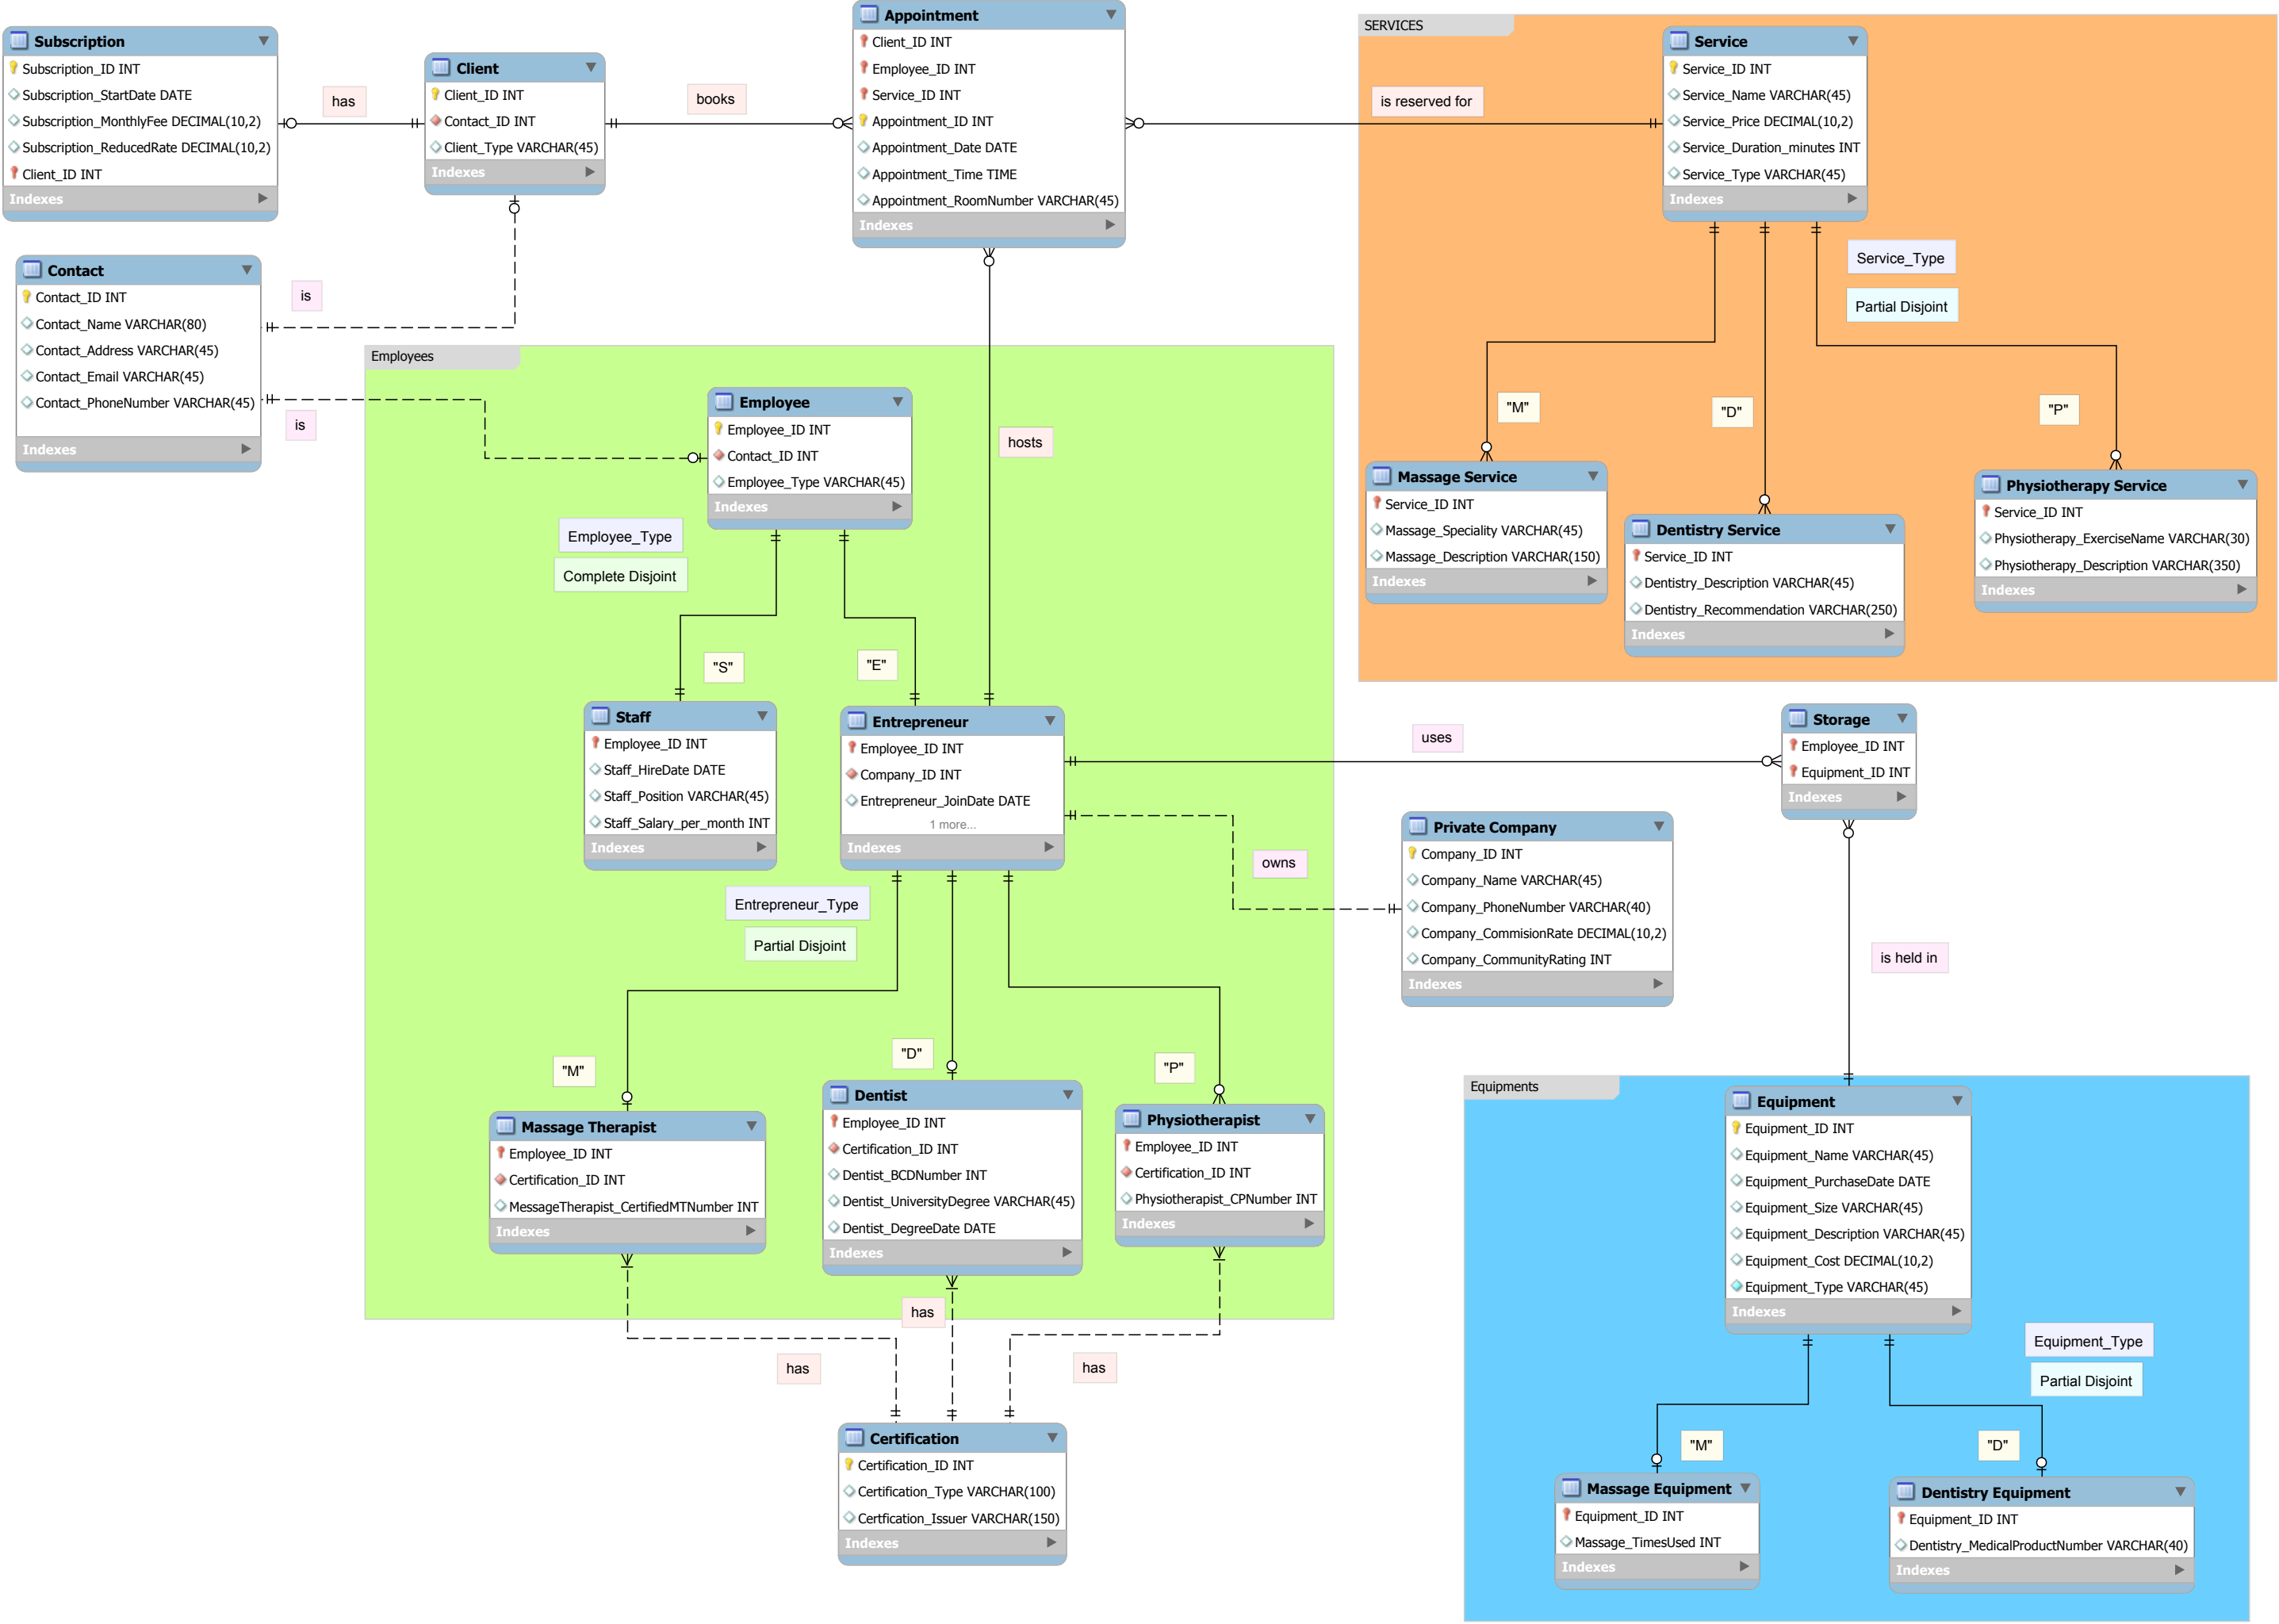 Subscription
Subscription_ID INT
Subscription_StartDate DATE
Subscription_MonthlyFee DECIMAL(10,2)
Subscription_ReducedRate DECIMAL(10,2)
Client_ID INT
Indexes
has
Client
Client_ID INT
Contact_ID INT
Client_Type VARCHAR(45)
Indexes
books
Appointment
Client_ID INT
Employee_ID INT
Service_ID INT
Appointment_ID INT
Appointment_Date DATE
Appointment_Time TIME
Appointment_RoomNumber VARCHAR(45)
Indexes
is reserved for
SERVICES
Service
Service_ID INT
Service_Name VARCHAR(45)
Service_Price DECIMAL(10,2)
Service_Duration_minutes INT
Service_Type VARCHAR(45)
Indexes
Service_Type
Partial Disjoint
"M"
"D"
"P"
Massage Service
Service_ID INT
Massage_Speciality VARCHAR(45)
Massage_Description VARCHAR(150)
Indexes
Dentistry Service
Service_ID INT
Dentistry_Description VARCHAR(45)
Dentistry_Recommendation VARCHAR(250)
Indexes
Physiotherapy Service
Service_ID INT
Physiotherapy_ExerciseName VARCHAR(30)
Physiotherapy_Description VARCHAR(350)
Indexes
Contact
Contact_ID INT
Contact_Name VARCHAR(80)
Contact_Address VARCHAR(45)
Contact_Email VARCHAR(45)
Contact_PhoneNumber VARCHAR(45)
Indexes
is
is
Employees
Employee
Employee_ID INT
Contact_ID INT
Employee_Type VARCHAR(45)
Indexes
hosts
Employee_Type
Complete Disjoint
"S"
"E"
Staff
Employee_ID INT
Staff_HireDate DATE
Staff_Position VARCHAR(45)
Staff_Salary_per_month INT
Indexes
Entrepreneur
Employee_ID INT
Company_ID INT
Entrepreneur_JoinDate DATE
1 more...
Indexes
uses
Storage
Employee_ID INT
Equipment_ID INT
Indexes
owns
Private Company
Company_ID INT
Company_Name VARCHAR(45)
Company_PhoneNumber VARCHAR(40)
Company_CommisionRate DECIMAL(10,2)
Company_CommunityRating INT
Indexes
is held in
Entrepreneur_Type
Partial Disjoint
"M"
"D"
"P"
Massage Therapist
Employee_ID INT
Certification_ID INT
MessageTherapist_CertifiedMTNumber INT
Indexes
Dentist
Employee_ID INT
Certification_ID INT
Dentist_BCDNumber INT
Dentist_UniversityDegree VARCHAR(45)
Dentist_DegreeDate DATE
Indexes
Physiotherapist
Employee_ID INT
Certification_ID INT
Physiotherapist_CPNumber INT
Indexes
has
has
has
Certification
Certification_ID INT
Certification_Type VARCHAR(100)
Certfication_Issuer VARCHAR(150)
Indexes
Equipments
Equipment
Equipment_ID INT
Equipment_Name VARCHAR(45)
Equipment_PurchaseDate DATE
Equipment_Size VARCHAR(45)
Equipment_Description VARCHAR(45)
Equipment_Cost DECIMAL(10,2)
Equipment_Type VARCHAR(45)
Indexes
Equipment_Type
Partial Disjoint
"M"
"D"
Massage Equipment
Equipment_ID INT
Massage_TimesUsed INT
Indexes
Dentistry Equipment
Equipment_ID INT
Dentistry_MedicalProductNumber VARCHAR(40)
Indexes